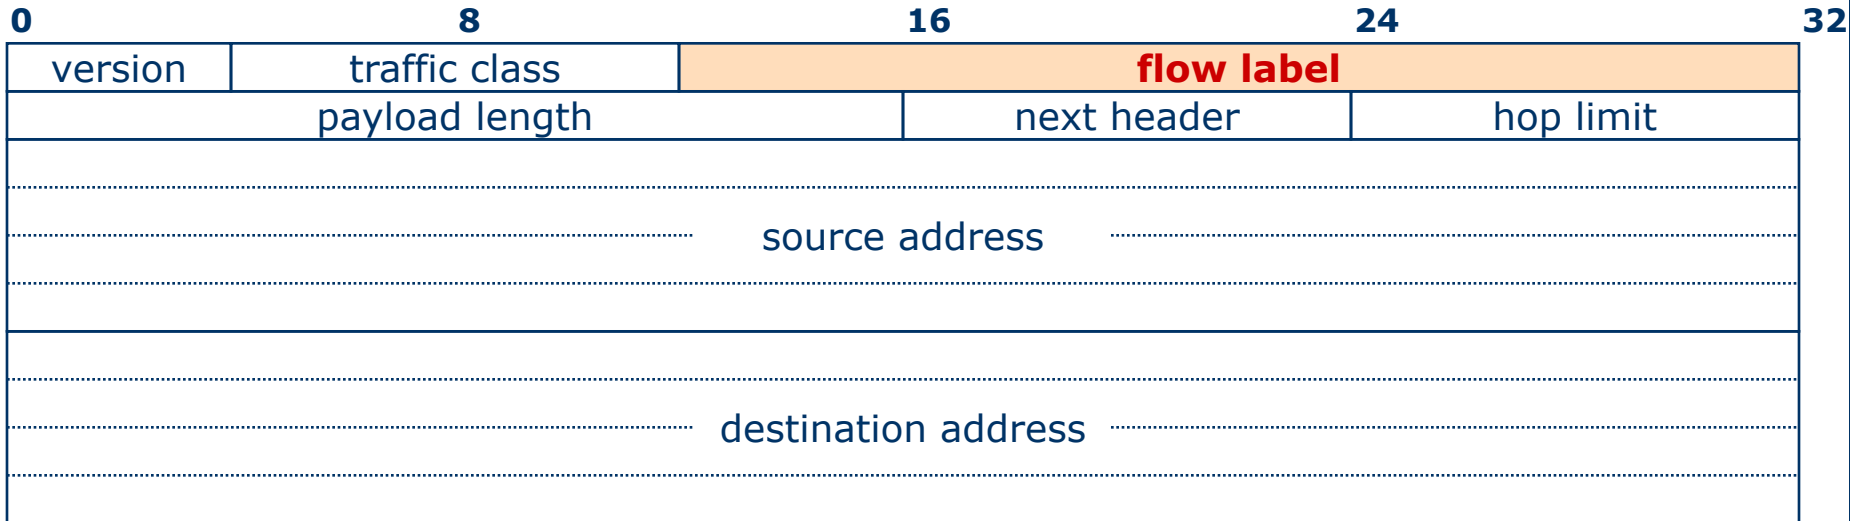 0 8 16 24 32
version traffic class flow label
payload length next header hop limit
source address
destination address